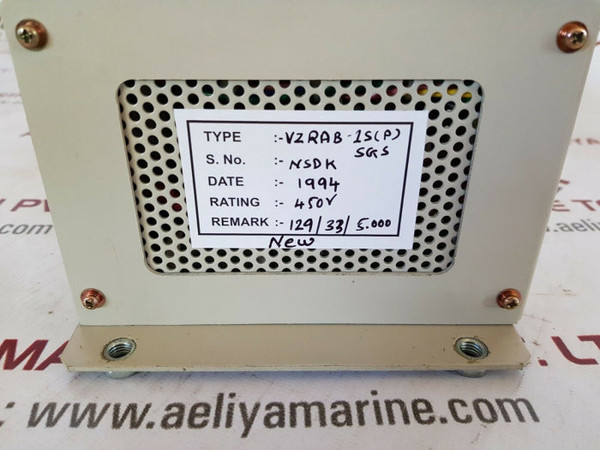 TYPE :- VZRAB-1S(P)
SGS
S. No. :- NSDK
DATE :- 1994
RATING :- 450V
REMARK :- 129/33/5.000
New
: www.aeliyamarine.com